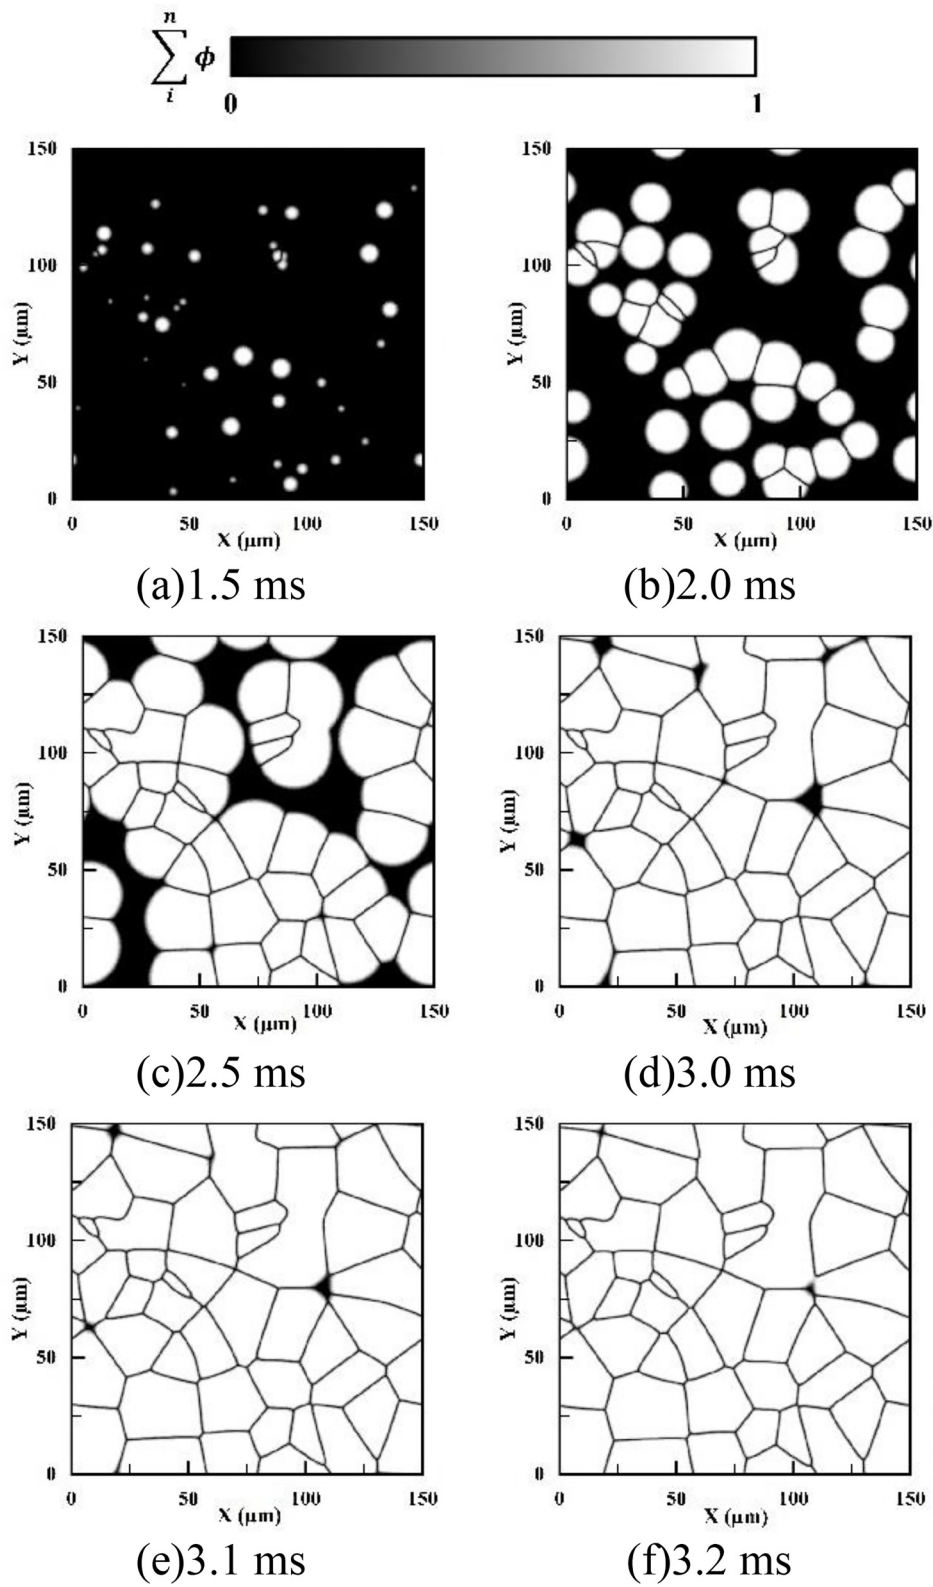 n
∑ ϕ
i
0 1
150
100
50
0
Y (µm)
0 50 100 150
X (µm)
(a)1.5 ms
150
100
50
0
Y (µm)
0 50 100 150
X (µm)
(b)2.0 ms
150
100
50
0
Y (µm)
0 50 100 150
X (µm)
(c)2.5 ms
150
100
50
0
Y (µm)
0 50 100 150
X (µm)
(d)3.0 ms
150
100
50
0
Y (µm)
0 50 100 150
X (µm)
(e)3.1 ms
150
100
50
0
Y (µm)
0 50 100 150
X (µm)
(f)3.2 ms